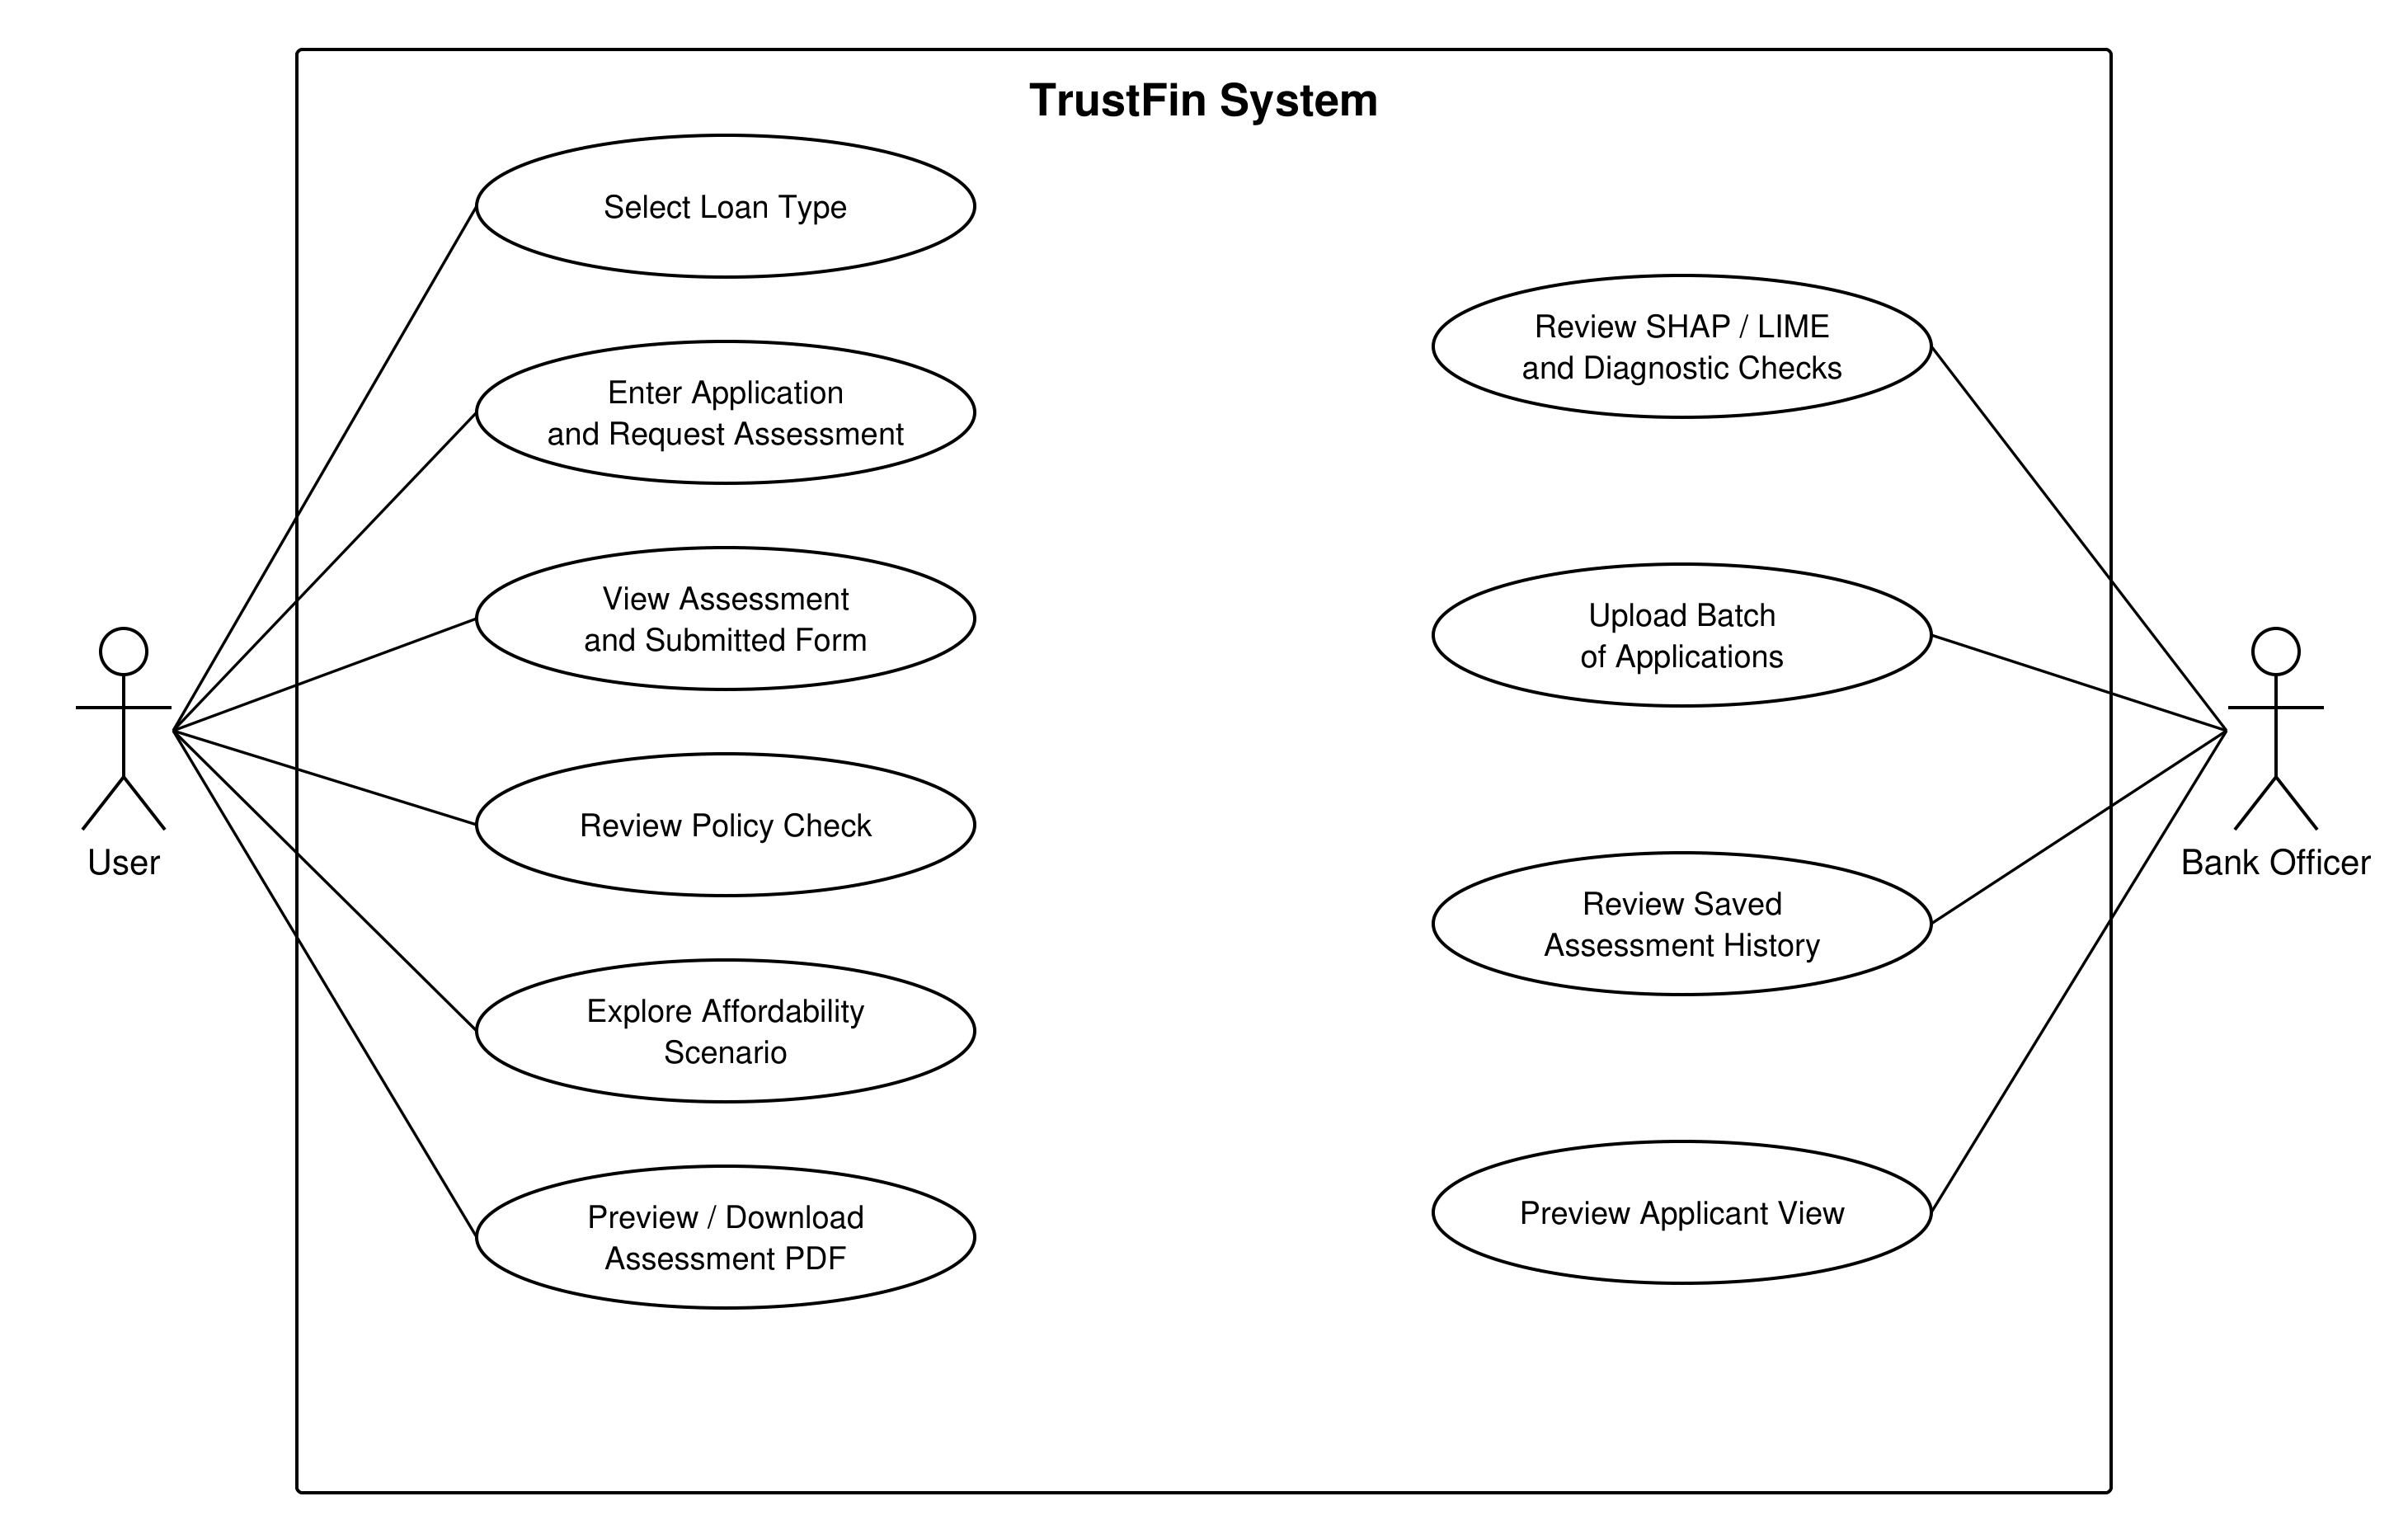 TrustFin System
Select Loan Type
Enter Application
and Request Assessment
View Assessment
and Submitted Form
Review Policy Check
Explore Affordability
Scenario
Preview / Download
Assessment PDF
User
Review SHAP / LIME
and Diagnostic Checks
Upload Batch
of Applications
Review Saved
Assessment History
Preview Applicant View
Bank Officer